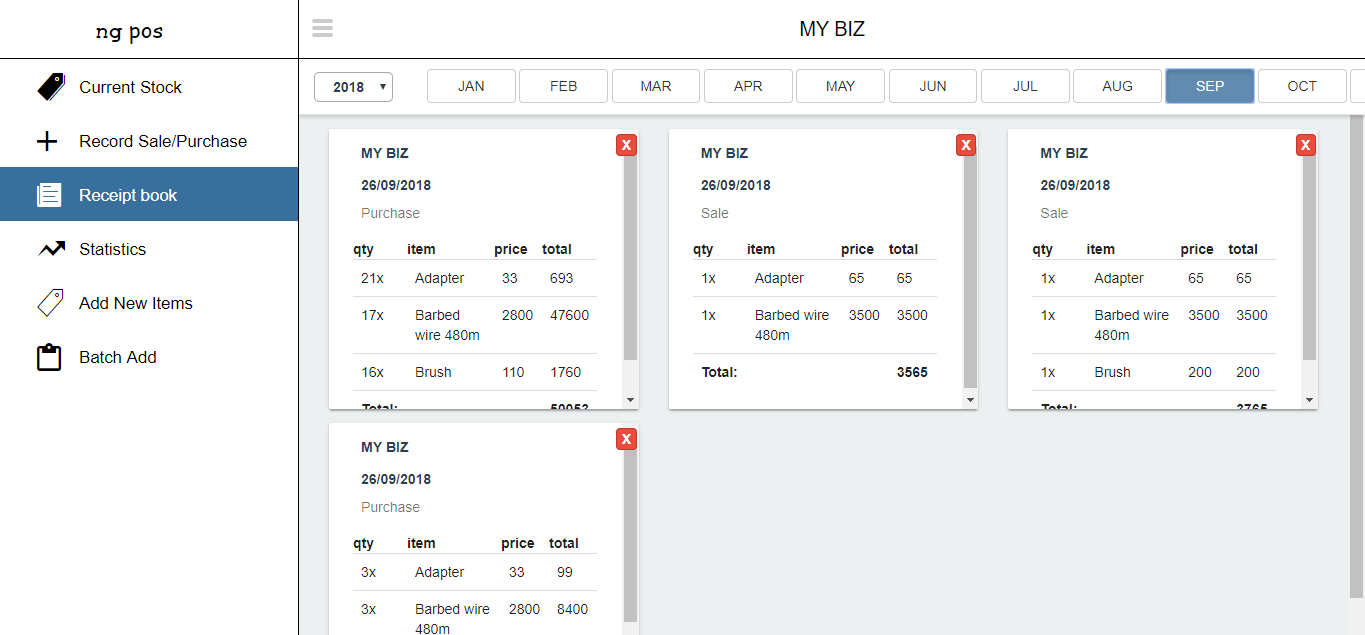 ng pos
MY BIZ
Current Stock
Record Sale/Purchase
Receipt book
Statistics
Add New Items
Batch Add
2018
JAN FEB MAR APR MAY JUN JUL AUG SEP OCT
X
MY BIZ
26/09/2018
Purchase
qty item price total
21x Adapter 33 693
17x Barbed 2800 47600
wire 480m
16x Brush 110 1760
Total: 50053
X
MY BIZ
26/09/2018
Sale
qty item price total
1x Adapter 65 65
1x Barbed wire 3500 3500
480m
Total: 3565
X
MY BIZ
26/09/2018
Sale
qty item price total
1x Adapter 65 65
1x Barbed wire 3500 3500
480m
1x Brush 200 200
Total: 3765
X
MY BIZ
26/09/2018
Purchase
qty item price total
3x Adapter 33 99
3x Barbed wire 2800 8400
480m